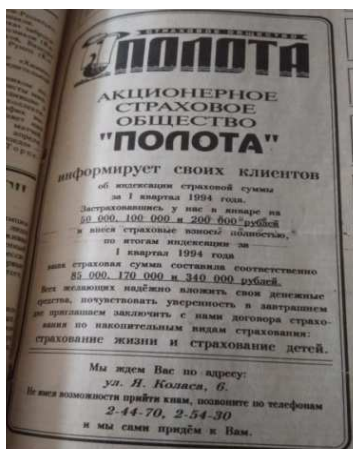 СТРАХОВОЕ ОБЩЕСТВО
ПОЛОТА
АКЦИОНЕРНОЕ
СТРАХОВОЕ
ОБЩЕСТВО
"ПОЛОТА"
информирует своих клиентов
об индексации страховой суммы
за 1 квартал 1994 года.
Застраховавшись у нас в январе на
50 000, 100 000 и 200 000 рублей
и внеся страховые взносы полностью,
по итогам индексации за
1 квартал 1994 года
ваша страховая сумма составила соответственно
85 000, 170 000 и 340 000 рублей.
Всех желающих надёжно вложить свои денежные
средства, почувствовать уверенность в завтрашнем
дне приглашаем заключить с нами договора страхо-
вания по накопительным видам страхования:
страхование жизни и страхование детей.
Мы ждем Вас по адресу:
ул. Я. Коласа, 6.
Не имея возможности прийти к нам, позвоните по телефонам
2-44-70, 2-54-30
и мы сами придём к Вам.